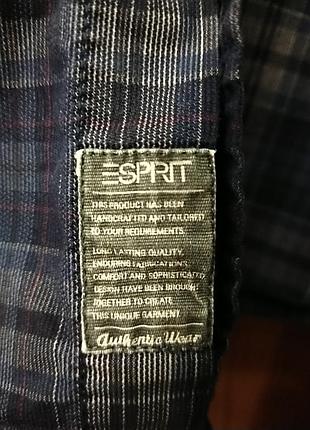 ESPRIT
THIS PRODUCT HAS BEEN
HANDCRAFTED AND TAILORED
TO YOUR REQUIREMENTS.
LONG LASTING QUALITY,
ENDURING FABRICATIONS,
COMFORT AND SOPHISTICATED
DESIGN HAVE BEEN BROUGHT
TOGETHER TO CREATE
THIS UNIQUE GARMENT.
Authentic Wear